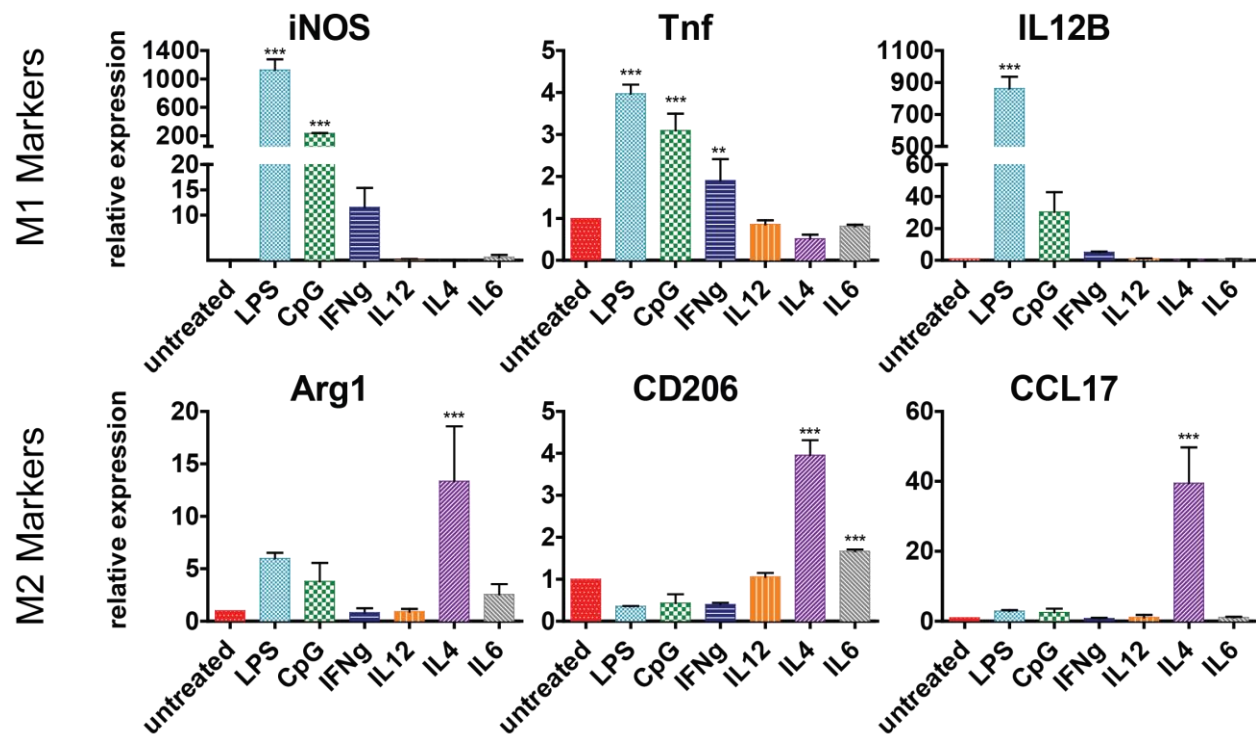 M1 Markers
relative expression
iNOS
1400
1000
600
200
20
15
10
***
***
untreated
LPS
CpG
IFNg
IL12
IL4
IL6
Tnf
5
4
3
2
1
0
***
***
**
untreated
LPS
CpG
IFNg
IL12
IL4
IL6
IL12B
1100
900
700
500
60
40
20
0
***
untreated
LPS
CpG
IFNg
IL12
IL4
IL6
M2 Markers
relative expression
Arg1
20
15
10
5
0
***
untreated
LPS
CpG
IFNg
IL12
IL4
IL6
CD206
5
4
3
2
1
0
***
***
untreated
LPS
CpG
IFNg
IL12
IL4
IL6
CCL17
60
40
20
0
***
untreated
LPS
CpG
IFNg
IL12
IL4
IL6